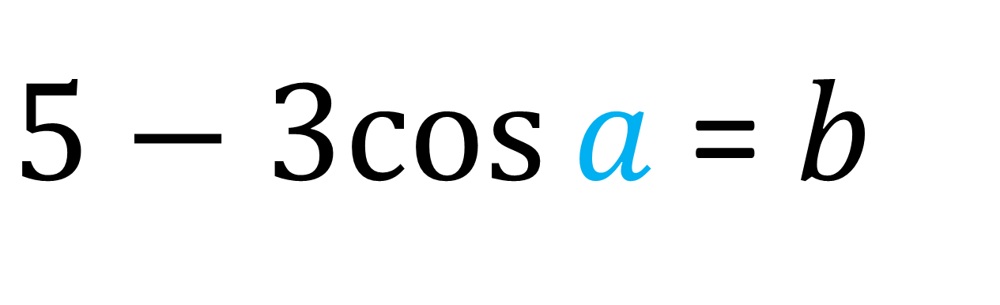 5 − 3cos a = b